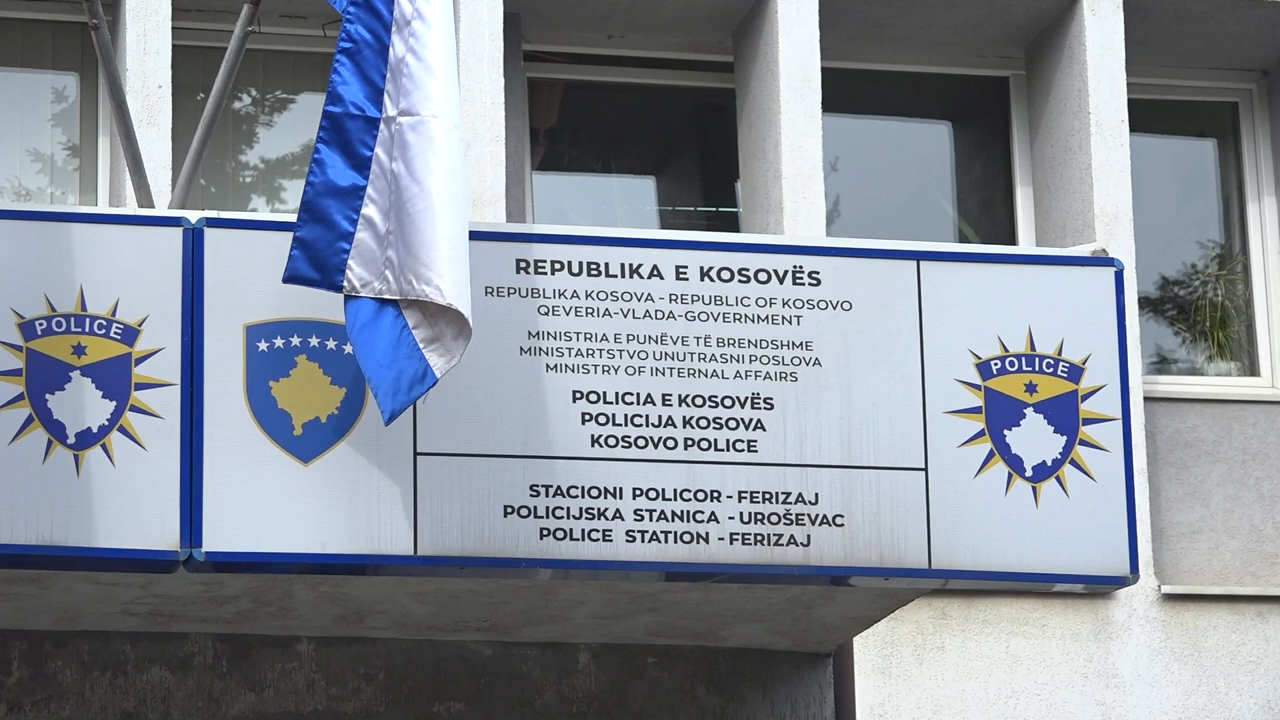 POLICE
REPUBLIKA E KOSOVËS
REPUBLIKA KOSOVA - REPUBLIC OF KOSOVO
QEVERIA-VLADA-GOVERNMENT
MINISTRIA E PUNËVE TË BRENDSHME
MINISTARTSTVO UNUTRASNI POSLOVA
MINISTRY OF INTERNAL AFFAIRS
POLICIA E KOSOVËS
POLICIJA KOSOVA
KOSOVO POLICE
STACIONI POLICOR - FERIZAJ
POLICIJSKA STANICA - UROŠEVAC
POLICE STATION - FERIZAJ
POLICE